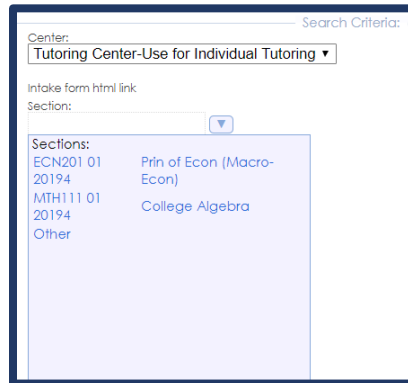 Search Criteria:
Center:
Tutoring Center-Use for Individual Tutoring
Intake form html link
Section:
Sections:
ECN201 01 Prin of Econ (Macro-
20194 Econ)
MTH111 01 College Algebra
20194
Other